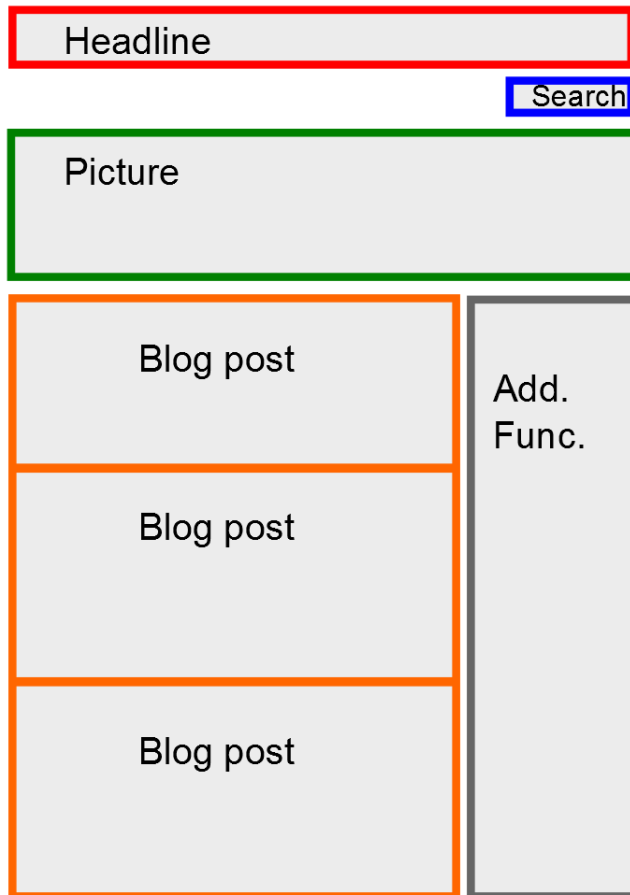 Headline
Search
Picture
Blog post
Add.
Func.
Blog post
Blog post